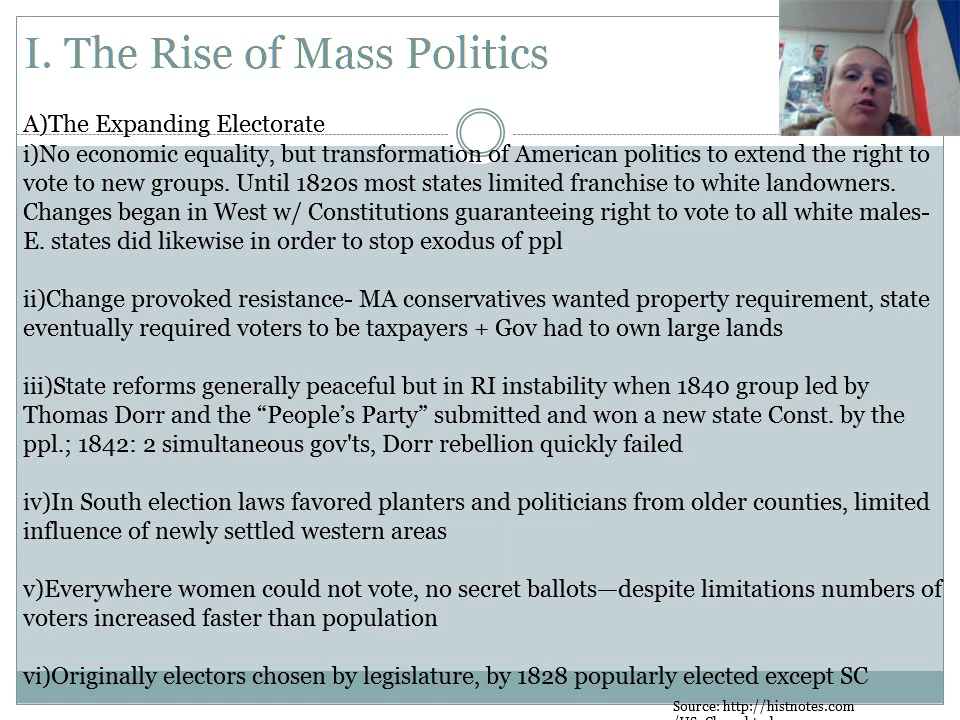 I. The Rise of Mass Politics
A)The Expanding Electorate
i)No economic equality, but transformation of American politics to extend the right to
vote to new groups. Until 1820s most states limited franchise to white landowners.
Changes began in West w/ Constitutions guaranteeing right to vote to all white males-
E. states did likewise in order to stop exodus of ppl
ii)Change provoked resistance- MA conservatives wanted property requirement, state
eventually required voters to be taxpayers + Gov had to own large lands
iii)State reforms generally peaceful but in RI instability when 1840 group led by
Thomas Dorr and the “People’s Party” submitted and won a new state Const. by the
ppl.; 1842: 2 simultaneous gov'ts, Dorr rebellion quickly failed
iv)In South election laws favored planters and politicians from older counties, limited
influence of newly settled western areas
v)Everywhere women could not vote, no secret ballots—despite limitations numbers of
voters increased faster than population
vi)Originally electors chosen by legislature, by 1828 popularly elected except SC
Source: http://histnotes.com